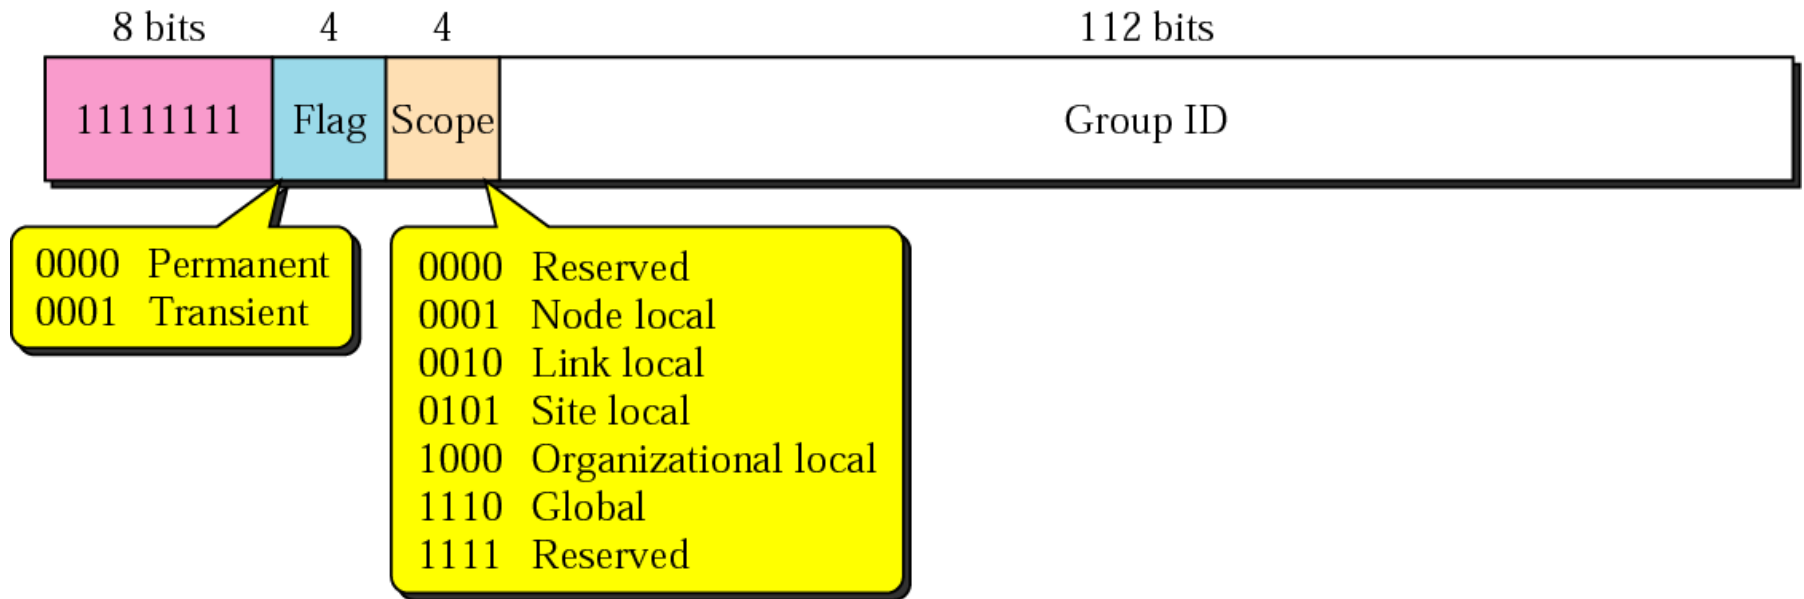 8 bits 4 4 112 bits
11111111 Flag Scope Group ID
0000 Permanent
0001 Transient
0000 Reserved
0001 Node local
0010 Link local
0101 Site local
1000 Organizational local
1110 Global
1111 Reserved